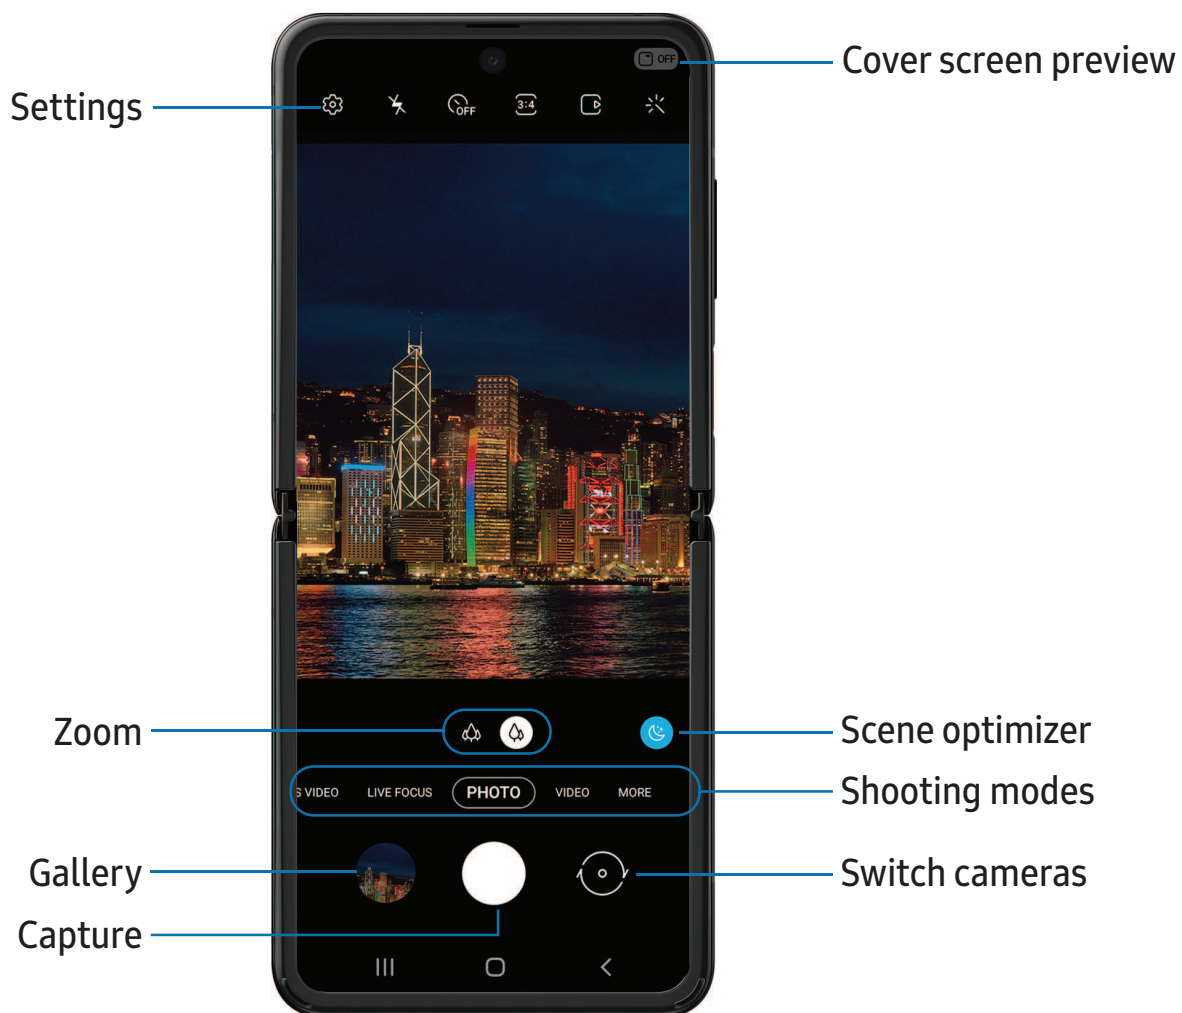 Cover screen preview
OFF
Settings
OFF
3:4
Zoom
Scene optimizer
S VIDEO LIVE FOCUS PHOTO VIDEO MORE
Shooting modes
Gallery
Switch cameras
Capture